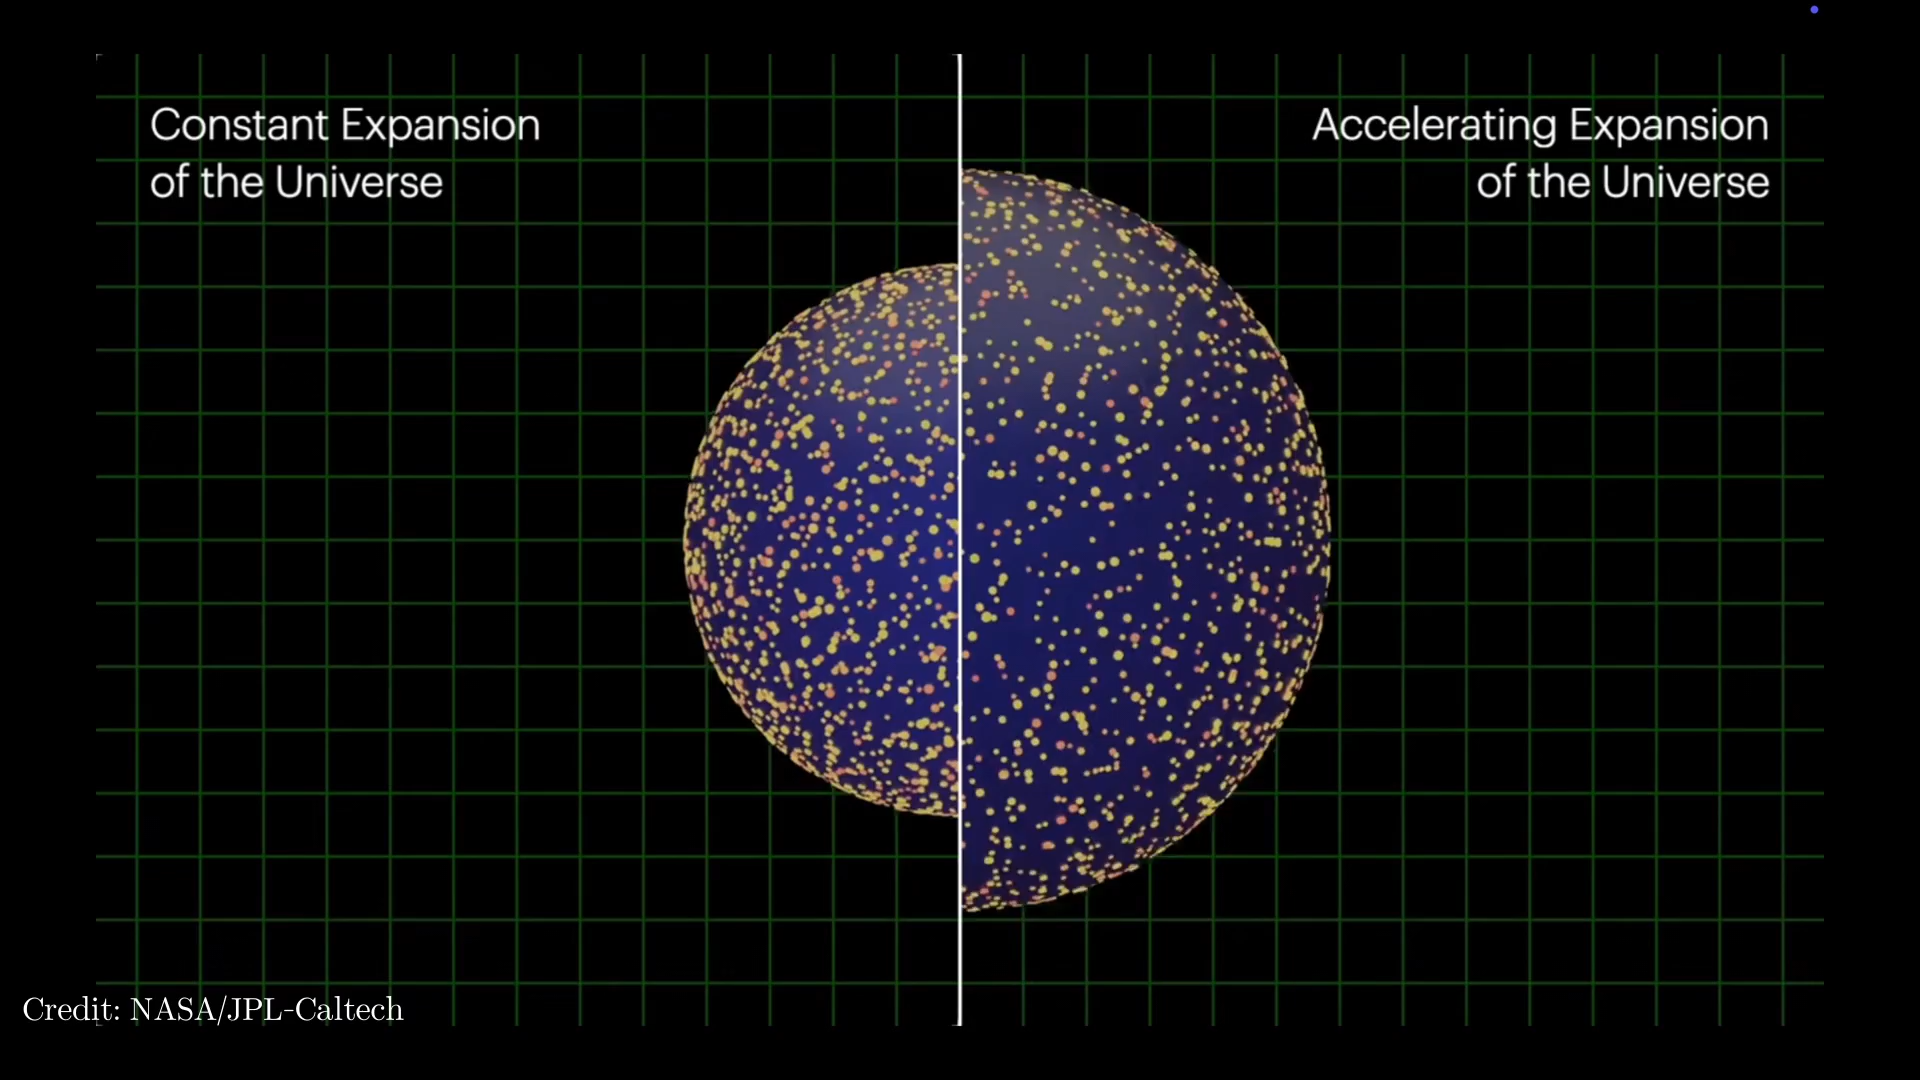 Constant Expansion
of the Universe
Accelerating Expansion
of the Universe
Credit: NASA/JPL-Caltech